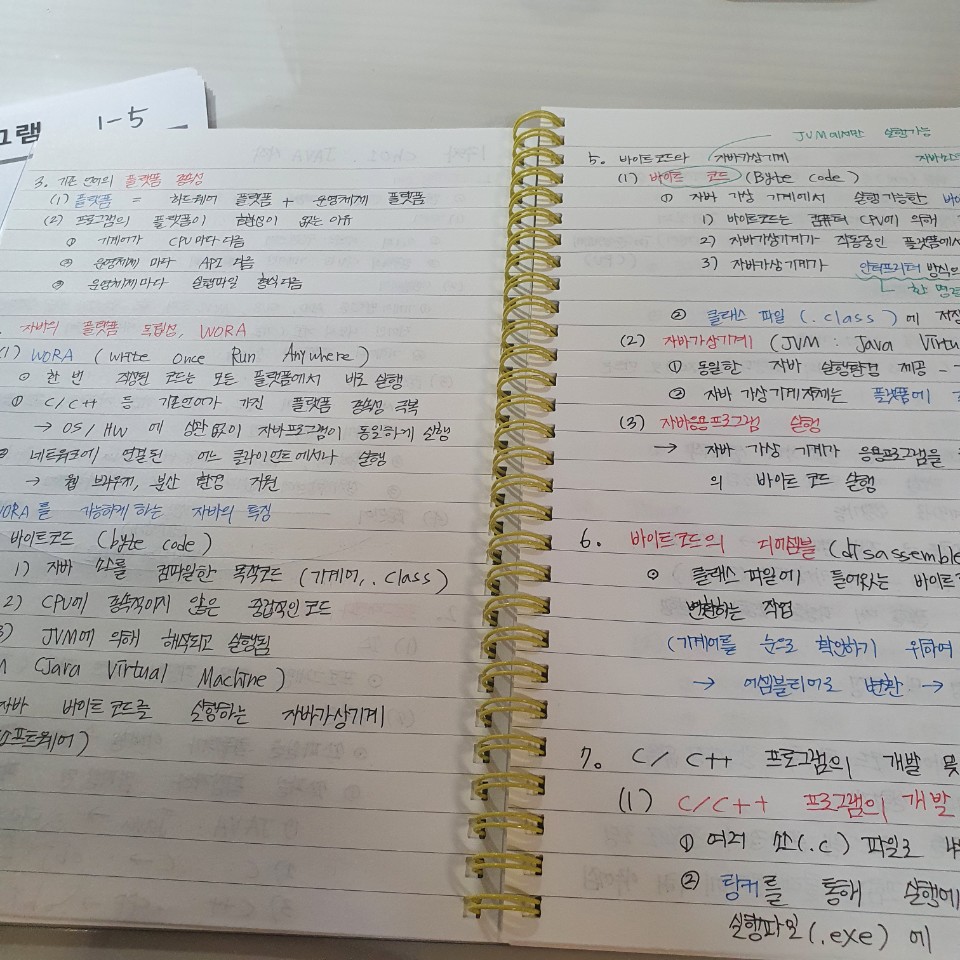 그램
1-5
3. 기존 언어의 플랫폼 종속성
(1) 플랫폼 = 하드웨어 플랫폼 + 운영체제 플랫폼
(2) 프로그램의 플랫폼이 호환성이 없는 이유
① 기계어가 CPU마다 다름
② 운영체제 마다 API 다름
③ 운영체제마다 실행파일 형식 다름
. 자바의 플랫폼 독립성, WORA
(1) WORA (Write Once Run Anywhere)
한 번 작성된 코드는 모든 플랫폼에서 바로 실행
① C/C++ 등 기존언어가 가진 플랫폼 종속성 극복
→ OS/HW 에 상관없이 자바프로그램이 동일하게 실행
네트워크에 연결된 어느 클라이언트에서나 실행
→ 웹 브라우저, 분산 환경 지원
WORA를 가능하게 하는 자바의 특징
바이트코드 (byte code)
1) 자바 소스를 컴파일한 목적코드 (기계어, .class)
2) CPU에 종속적이지 않은 중립적인 코드
3) JVM에 의해 해석되고 실행됨
M (Java Virtual Machine)
자바 바이트코드를 실행하는 자바가상기계
소프트웨어)
JVM에서만 실행가능
5. 바이트코드와 자바가상기계
(1) 바이트 코드 (Byte code)
① 자바 가상 기계에서 실행가능한
1) 바이트코드는 컴퓨터 CPU에 의해
2) 자바가상기계가 작동중인 플랫폼에서
3) 자바가상기계가 인터프리터 방식으
한 명
② 클래스 파일 (.class)에 저장
(2) 자바가상기계 (JVM : Java Virtu
① 동일한 자바 실행환경 제공
② 자바 가상기계자체는 플랫폼에
(3) 자바응용프로그램 실행
→ 자바 가상 기계가 응용프로그램을
의 바이트 코드 실행
6. 바이트코드의 디어셈블 (disassemble
클래스 파일에 들어있는 바이트
변환하는 작업
(기계어를 눈으로 확인하기 위하여
→ 어셈블리어로 변환 →
7. C/C++ 프로그램의 개발 및
(1) C/C++ 프로그램의 개발
① 여러 소스(.c) 파일로 나
② 링커를 통해 실행에
실행파일(.exe) 에